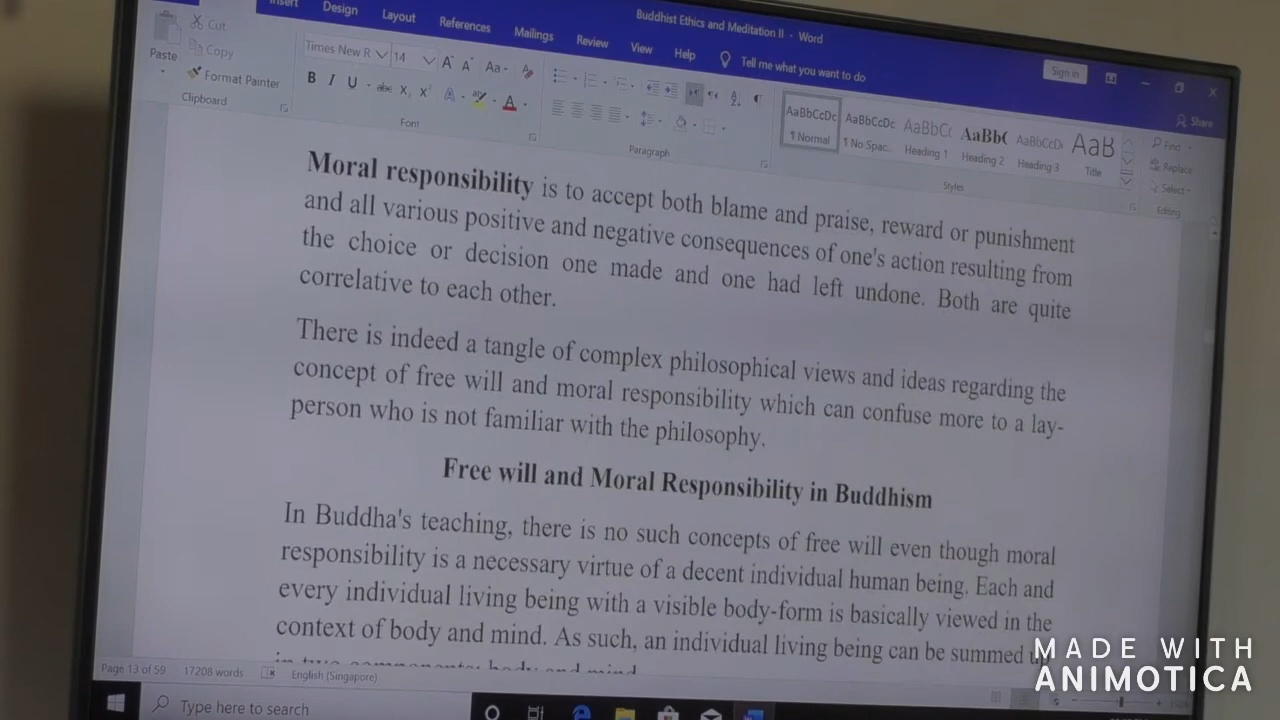 Insert Design Layout References Mailings Review View Help Tell me what you want to do
Buddhist Ethics and Meditation II - Word
Sign in
Share
Paste
Cut
Copy
Format Painter
Clipboard
Times New R 14
Font
Paragraph
AaBbCcDc AaBbCcDc AaBbCc AaBb( AaBbCcD AaB
¶ Normal ¶ No Spac... Heading 1 Heading 2 Heading 3 Title
Styles
Find
Replace
Select
Editing
Moral responsibility is to accept both blame and praise, reward or punishment
and all various positive and negative consequences of one's action resulting from
the choice or decision one made and one had left undone. Both are quite
correlative to each other.
There is indeed a tangle of complex philosophical views and ideas regarding the
concept of free will and moral responsibility which can confuse more to a lay-
person who is not familiar with the philosophy.
Free will and Moral Responsibility in Buddhism
In Buddha's teaching, there is no such concepts of free will even though moral
responsibility is a necessary virtue of a decent individual human being. Each and
every individual living being with a visible body-form is basically viewed in the
context of body and mind. As such, an individual living being can be summed up
in two components: body and mind.
Page 13 of 59 17208 words English (Singapore)
Type here to search
MADE WITH
ANIMOTICA